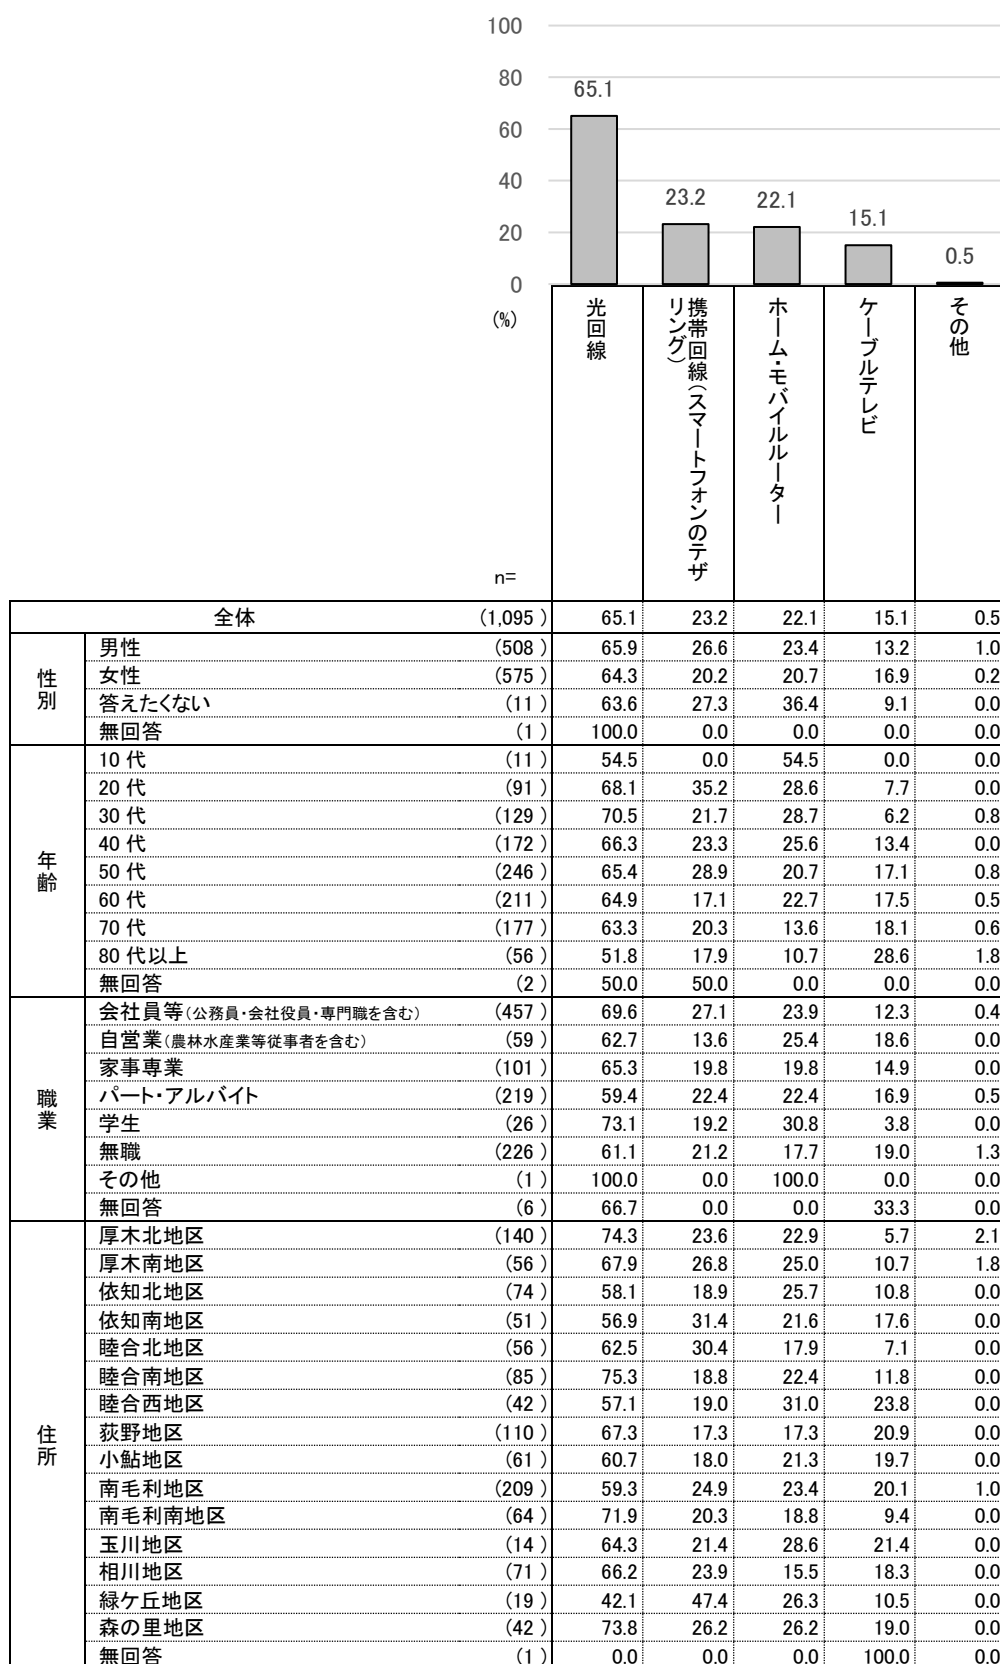 100
80
60
40
20
0
(%)
65.1
23.2
22.1
15.1
0.5
光回線
携帯回線(スマートフォンのテザ
リング)
ホーム・モバイルルーター
ケーブルテレビ
その他
n=
全体 (1,095) 65.1 23.2 22.1 15.1 0.5
性別
男性 (508) 65.9 26.6 23.4 13.2 1.0
女性 (575) 64.3 20.2 20.7 16.9 0.2
答えたくない (11) 63.6 27.3 36.4 9.1 0.0
無回答 (1) 100.0 0.0 0.0 0.0 0.0
年齢
10 代 (11) 54.5 0.0 54.5 0.0 0.0
20 代 (91) 68.1 35.2 28.6 7.7 0.0
30 代 (129) 70.5 21.7 28.7 6.2 0.8
40 代 (172) 66.3 23.3 25.6 13.4 0.0
50 代 (246) 65.4 28.9 20.7 17.1 0.8
60 代 (211) 64.9 17.1 22.7 17.5 0.5
70 代 (177) 63.3 20.3 13.6 18.1 0.6
80 代以上 (56) 51.8 17.9 10.7 28.6 1.8
無回答 (2) 50.0 50.0 0.0 0.0 0.0
職業
会社員等(公務員・会社役員・専門職を含む) (457) 69.6 27.1 23.9 12.3 0.4
自営業(農林水産業等従事者を含む) (59) 62.7 13.6 25.4 18.6 0.0
家事専業 (101) 65.3 19.8 19.8 14.9 0.0
パート・アルバイト (219) 59.4 22.4 22.4 16.9 0.5
学生 (26) 73.1 19.2 30.8 3.8 0.0
無職 (226) 61.1 21.2 17.7 19.0 1.3
その他 (1) 100.0 0.0 100.0 0.0 0.0
無回答 (6) 66.7 0.0 0.0 33.3 0.0
住所
厚木北地区 (140) 74.3 23.6 22.9 5.7 2.1
厚木南地区 (56) 67.9 26.8 25.0 10.7 1.8
依知北地区 (74) 58.1 18.9 25.7 10.8 0.0
依知南地区 (51) 56.9 31.4 21.6 17.6 0.0
睦合北地区 (56) 62.5 30.4 17.9 7.1 0.0
睦合南地区 (85) 75.3 18.8 22.4 11.8 0.0
睦合西地区 (42) 57.1 19.0 31.0 23.8 0.0
荻野地区 (110) 67.3 17.3 17.3 20.9 0.0
小鮎地区 (61) 60.7 18.0 21.3 19.7 0.0
南毛利地区 (209) 59.3 24.9 23.4 20.1 1.0
南毛利南地区 (64) 71.9 20.3 18.8 9.4 0.0
玉川地区 (14) 64.3 21.4 28.6 21.4 0.0
相川地区 (71) 66.2 23.9 15.5 18.3 0.0
緑ケ丘地区 (19) 42.1 47.4 26.3 10.5 0.0
森の里地区 (42) 73.8 26.2 26.2 19.0 0.0
無回答 (1) 0.0 0.0 0.0 100.0 0.0